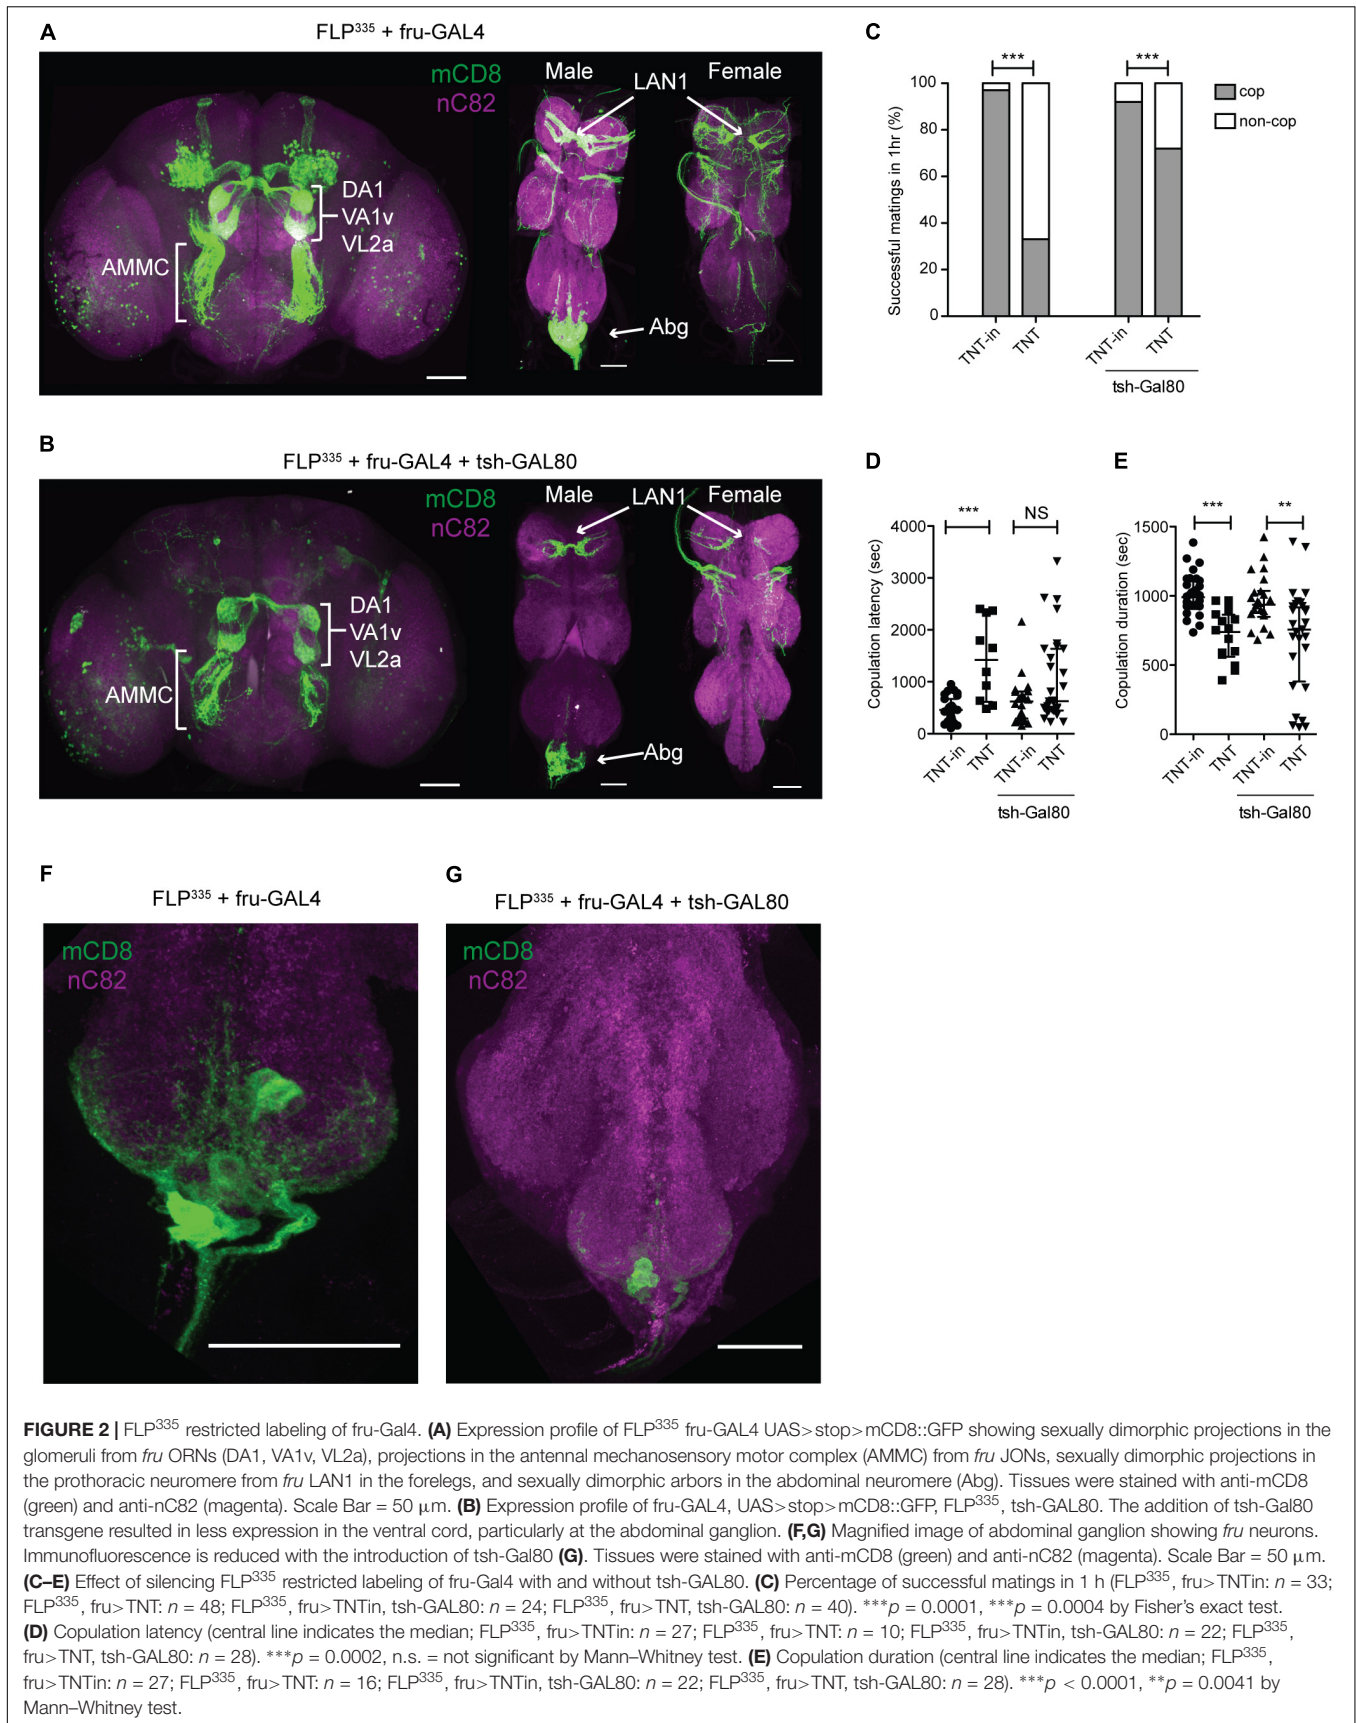 A
FLP335 + fru-GAL4
mCD8
nC82
Male
Female
LAN1
DA1
VA1v
VL2a
AMMC
Abg
B
FLP335 + fru-GAL4 + tsh-GAL80
mCD8
nC82
Male
LAN1
Female
DA1
VA1v
VL2a
AMMC
Abg
C
***
***
Successful matings in 1hr (%)
100
80
60
40
20
0
TNT-in
TNT
TNT-in
TNT
tsh-Gal80
cop
non-cop
D
***
NS
Copulation latency (sec)
4000
3000
2000
1000
0
TNT-in
TNT
TNT-in
TNT
tsh-Gal80
E
***
**
Copulation duration (sec)
1500
1000
500
0
TNT-in
TNT
TNT-in
TNT
tsh-Gal80
F
FLP335 + fru-GAL4
mCD8
nC82
G
FLP335 + fru-GAL4 + tsh-GAL80
mCD8
nC82
FIGURE 2 | FLP335 restricted labeling of fru-Gal4. (A) Expression profile of FLP335 fru-GAL4 UAS>stop>mCD8::GFP showing sexually dimorphic projections in the
glomeruli from fru ORNs (DA1, VA1v, VL2a), projections in the antennal mechanosensory motor complex (AMMC) from fru JONs, sexually dimorphic projections in
the prothoracic neuromere from fru LAN1 in the forelegs, and sexually dimorphic arbors in the abdominal neuromere (Abg). Tissues were stained with anti-mCD8
(green) and anti-nC82 (magenta). Scale Bar = 50 μm. (B) Expression profile of fru-GAL4, UAS>stop>mCD8::GFP, FLP335, tsh-GAL80. The addition of tsh-Gal80
transgene resulted in less expression in the ventral cord, particularly at the abdominal ganglion. (F,G) Magnified image of abdominal ganglion showing fru neurons.
Immunofluorescence is reduced with the introduction of tsh-Gal80 (G). Tissues were stained with anti-mCD8 (green) and anti-nC82 (magenta). Scale Bar = 50 μm.
(C–E) Effect of silencing FLP335 restricted labeling of fru-Gal4 with and without tsh-GAL80. (C) Percentage of successful matings in 1 h (FLP335, fru>TNTin: n = 33;
FLP335, fru>TNT: n = 48; FLP335, fru>TNTin, tsh-GAL80: n = 24; FLP335, fru>TNT, tsh-GAL80: n = 40). ***p = 0.0001, ***p = 0.0004 by Fisher's exact test.
(D) Copulation latency (central line indicates the median; FLP335, fru>TNTin: n = 27; FLP335, fru>TNT: n = 10; FLP335, fru>TNTin, tsh-GAL80: n = 22; FLP335,
fru>TNT, tsh-GAL80: n = 28). ***p = 0.0002, n.s. = not significant by Mann–Whitney test. (E) Copulation duration (central line indicates the median; FLP335,
fru>TNTin: n = 27; FLP335, fru>TNT: n = 16; FLP335, fru>TNTin, tsh-GAL80: n = 22; FLP335, fru>TNT, tsh-GAL80: n = 28). ***p < 0.0001, **p = 0.0041 by
Mann–Whitney test.